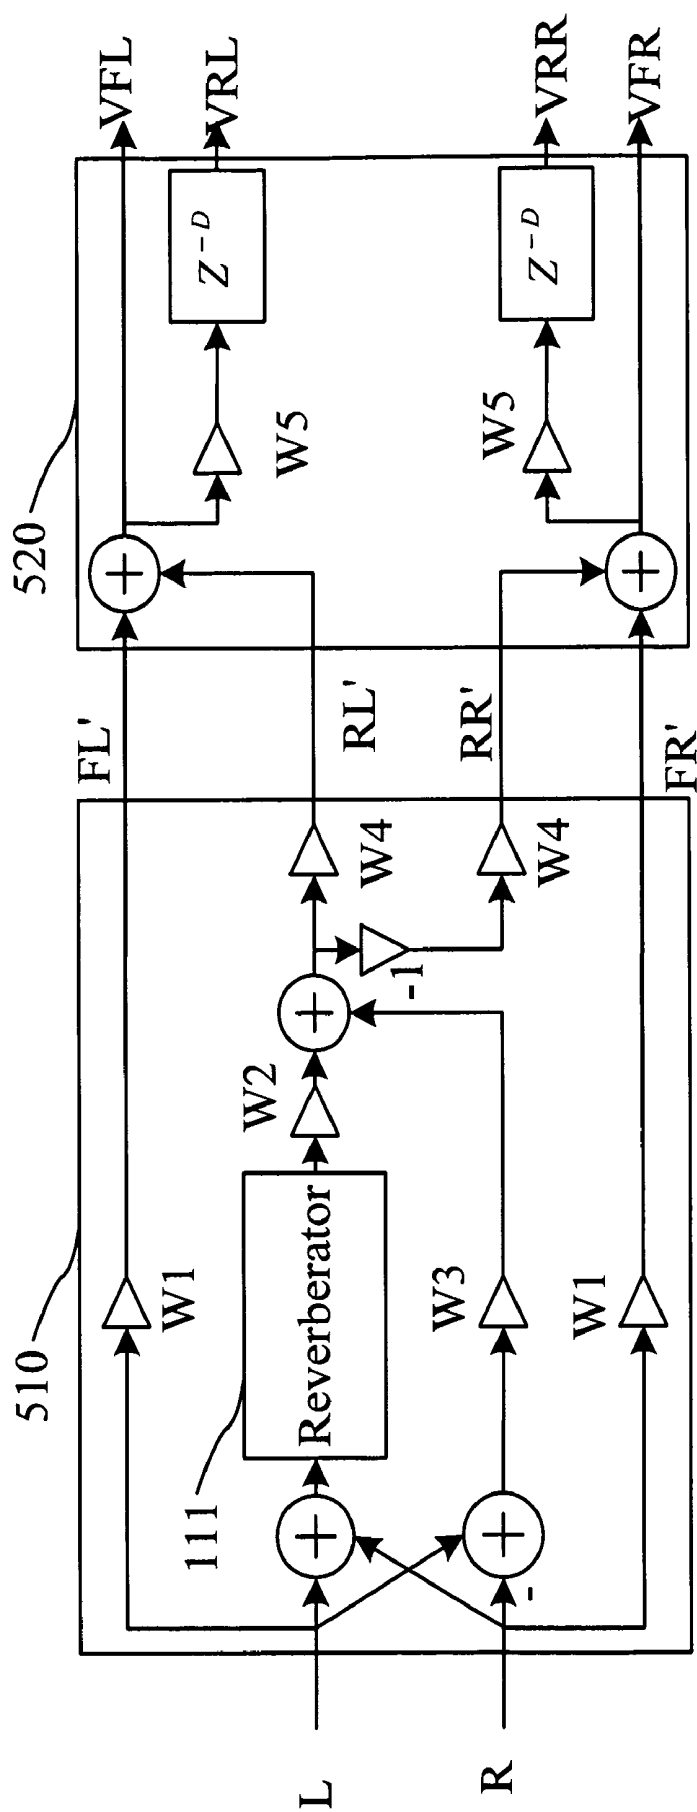 510
520
FL'
VFL
W1
W5
Z^{-D}
VRL
111
Reverberator
W2
+
+
+
W4
RL'
L
-1
W3
W4
RR'
W5
Z^{-D}
VRR
R
+
-
W1
FR'
+
VFR